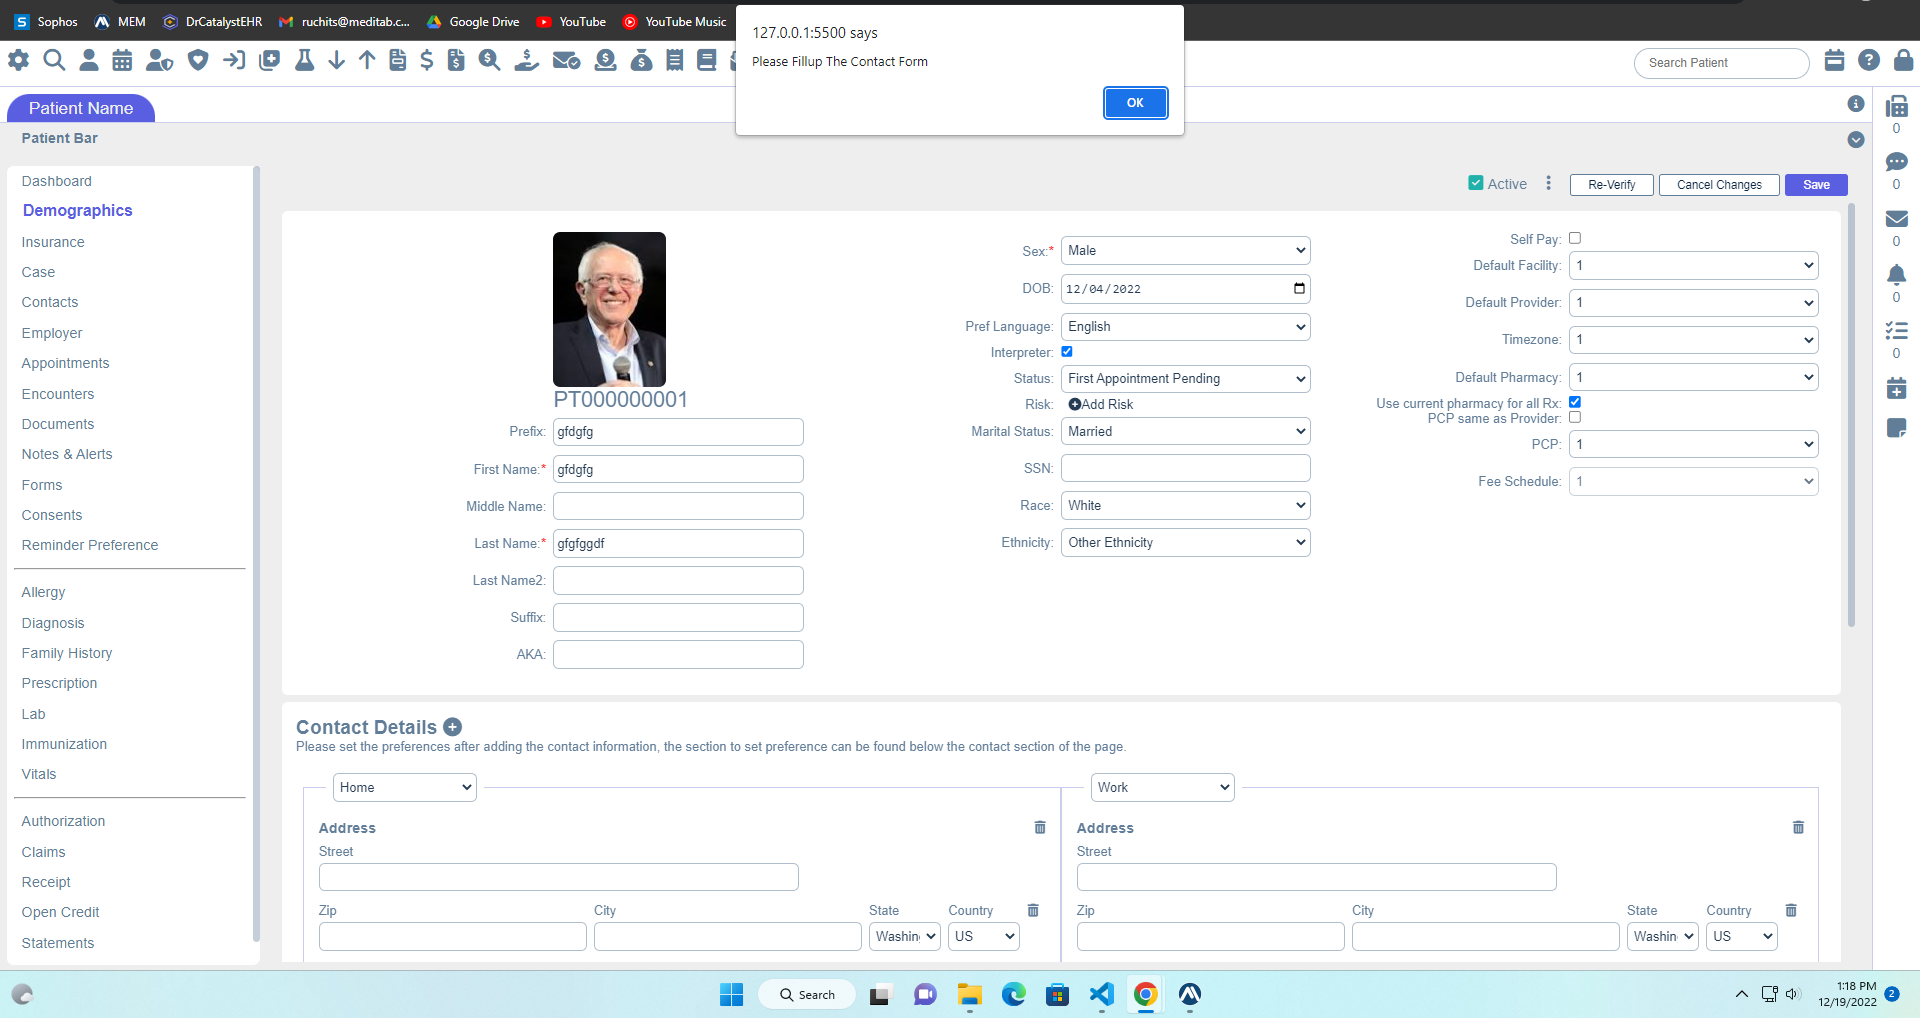 Sophos
MEM
DrCatalystEHR
ruchits@meditab.c...
Google Drive
YouTube
YouTube Music
127.0.0.1:5500 says
Please Fillup The Contact Form
OK
Search Patient
Patient Name
Patient Bar
0
0
0
0
0
Dashboard
Demographics
Insurance
Case
Contacts
Employer
Appointments
Encounters
Documents
Notes & Alerts
Forms
Consents
Reminder Preference
Allergy
Diagnosis
Family History
Prescription
Lab
Immunization
Vitals
Authorization
Claims
Receipt
Open Credit
Statements
Active
Re-Verify
Cancel Changes
Save
PT000000001
Prefix: gfdgfg
First Name:* gfdgfg
Middle Name:
Last Name:* gfgfggdf
Last Name2:
Suffix:
AKA:
Sex:* Male
DOB: 12/04/2022
Pref Language: English
Interpreter:
Status: First Appointment Pending
Risk: Add Risk
Marital Status: Married
SSN:
Race: White
Ethnicity: Other Ethnicity
Self Pay:
Default Facility: 1
Default Provider: 1
Timezone: 1
Default Pharmacy: 1
Use current pharmacy for all Rx:
PCP same as Provider:
PCP: 1
Fee Schedule: 1
Contact Details
Please set the preferences after adding the contact information, the section to set preference can be found below the contact section of the page.
Home
Address
Street
Zip City State Country
Washin US
Work
Address
Street
Zip City State Country
Washin US
Search
1:18 PM
12/19/2022
2